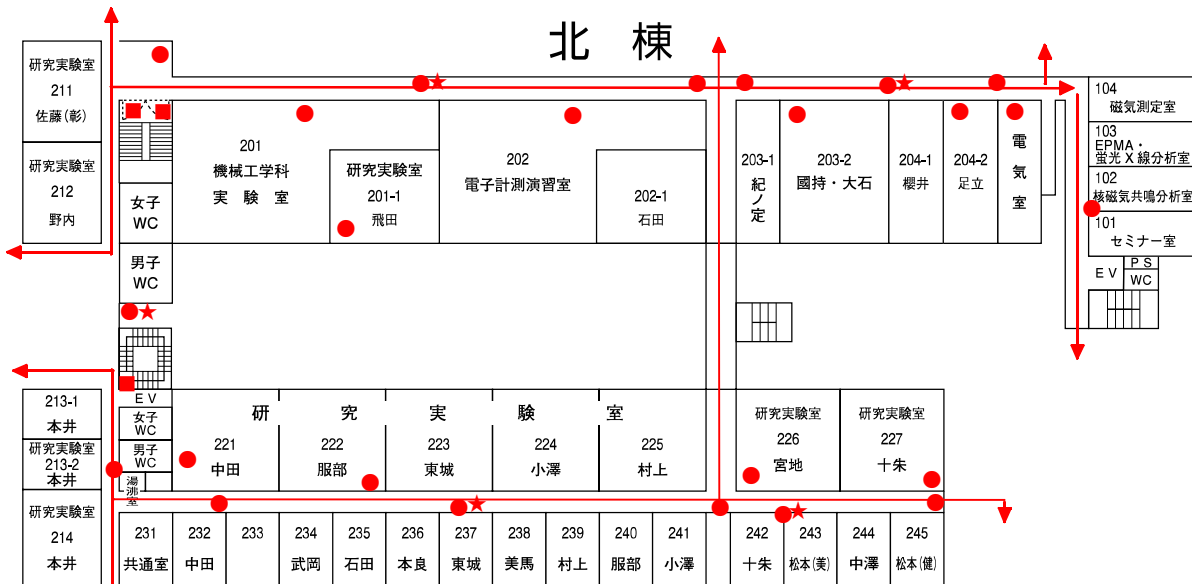 北 棟
研究実験室
211
佐藤(彰)
研究実験室
212
野内
女子
WC
男子
WC
201
機械工学科
実 験 室
研究実験室
201-1
飛田
202
電子計測演習室
202-1
石田
203-1
紀ノ定
203-2
國持・大石
204-1
櫻井
204-2
足立
電気室
104
磁気測定室
103
EPMA・
蛍光X線分析室
102
核磁気共鳴分析室
101
セミナー室
EV
PS
WC
213-1
本井
研究実験室
213-2
本井
研究実験室
214
本井
EV
女子
WC
男子
WC
湯沸室
研 究 実 験 室
221
中田
222
服部
223
東城
224
小澤
225
村上
研究実験室
226
宮地
研究実験室
227
十朱
231
共通室
232
中田
233
234
武岡
235
石田
236
本良
237
東城
238
美馬
239
村上
240
服部
241
小澤
242
十朱
243
松本(美)
244
中澤
245
松本(健)